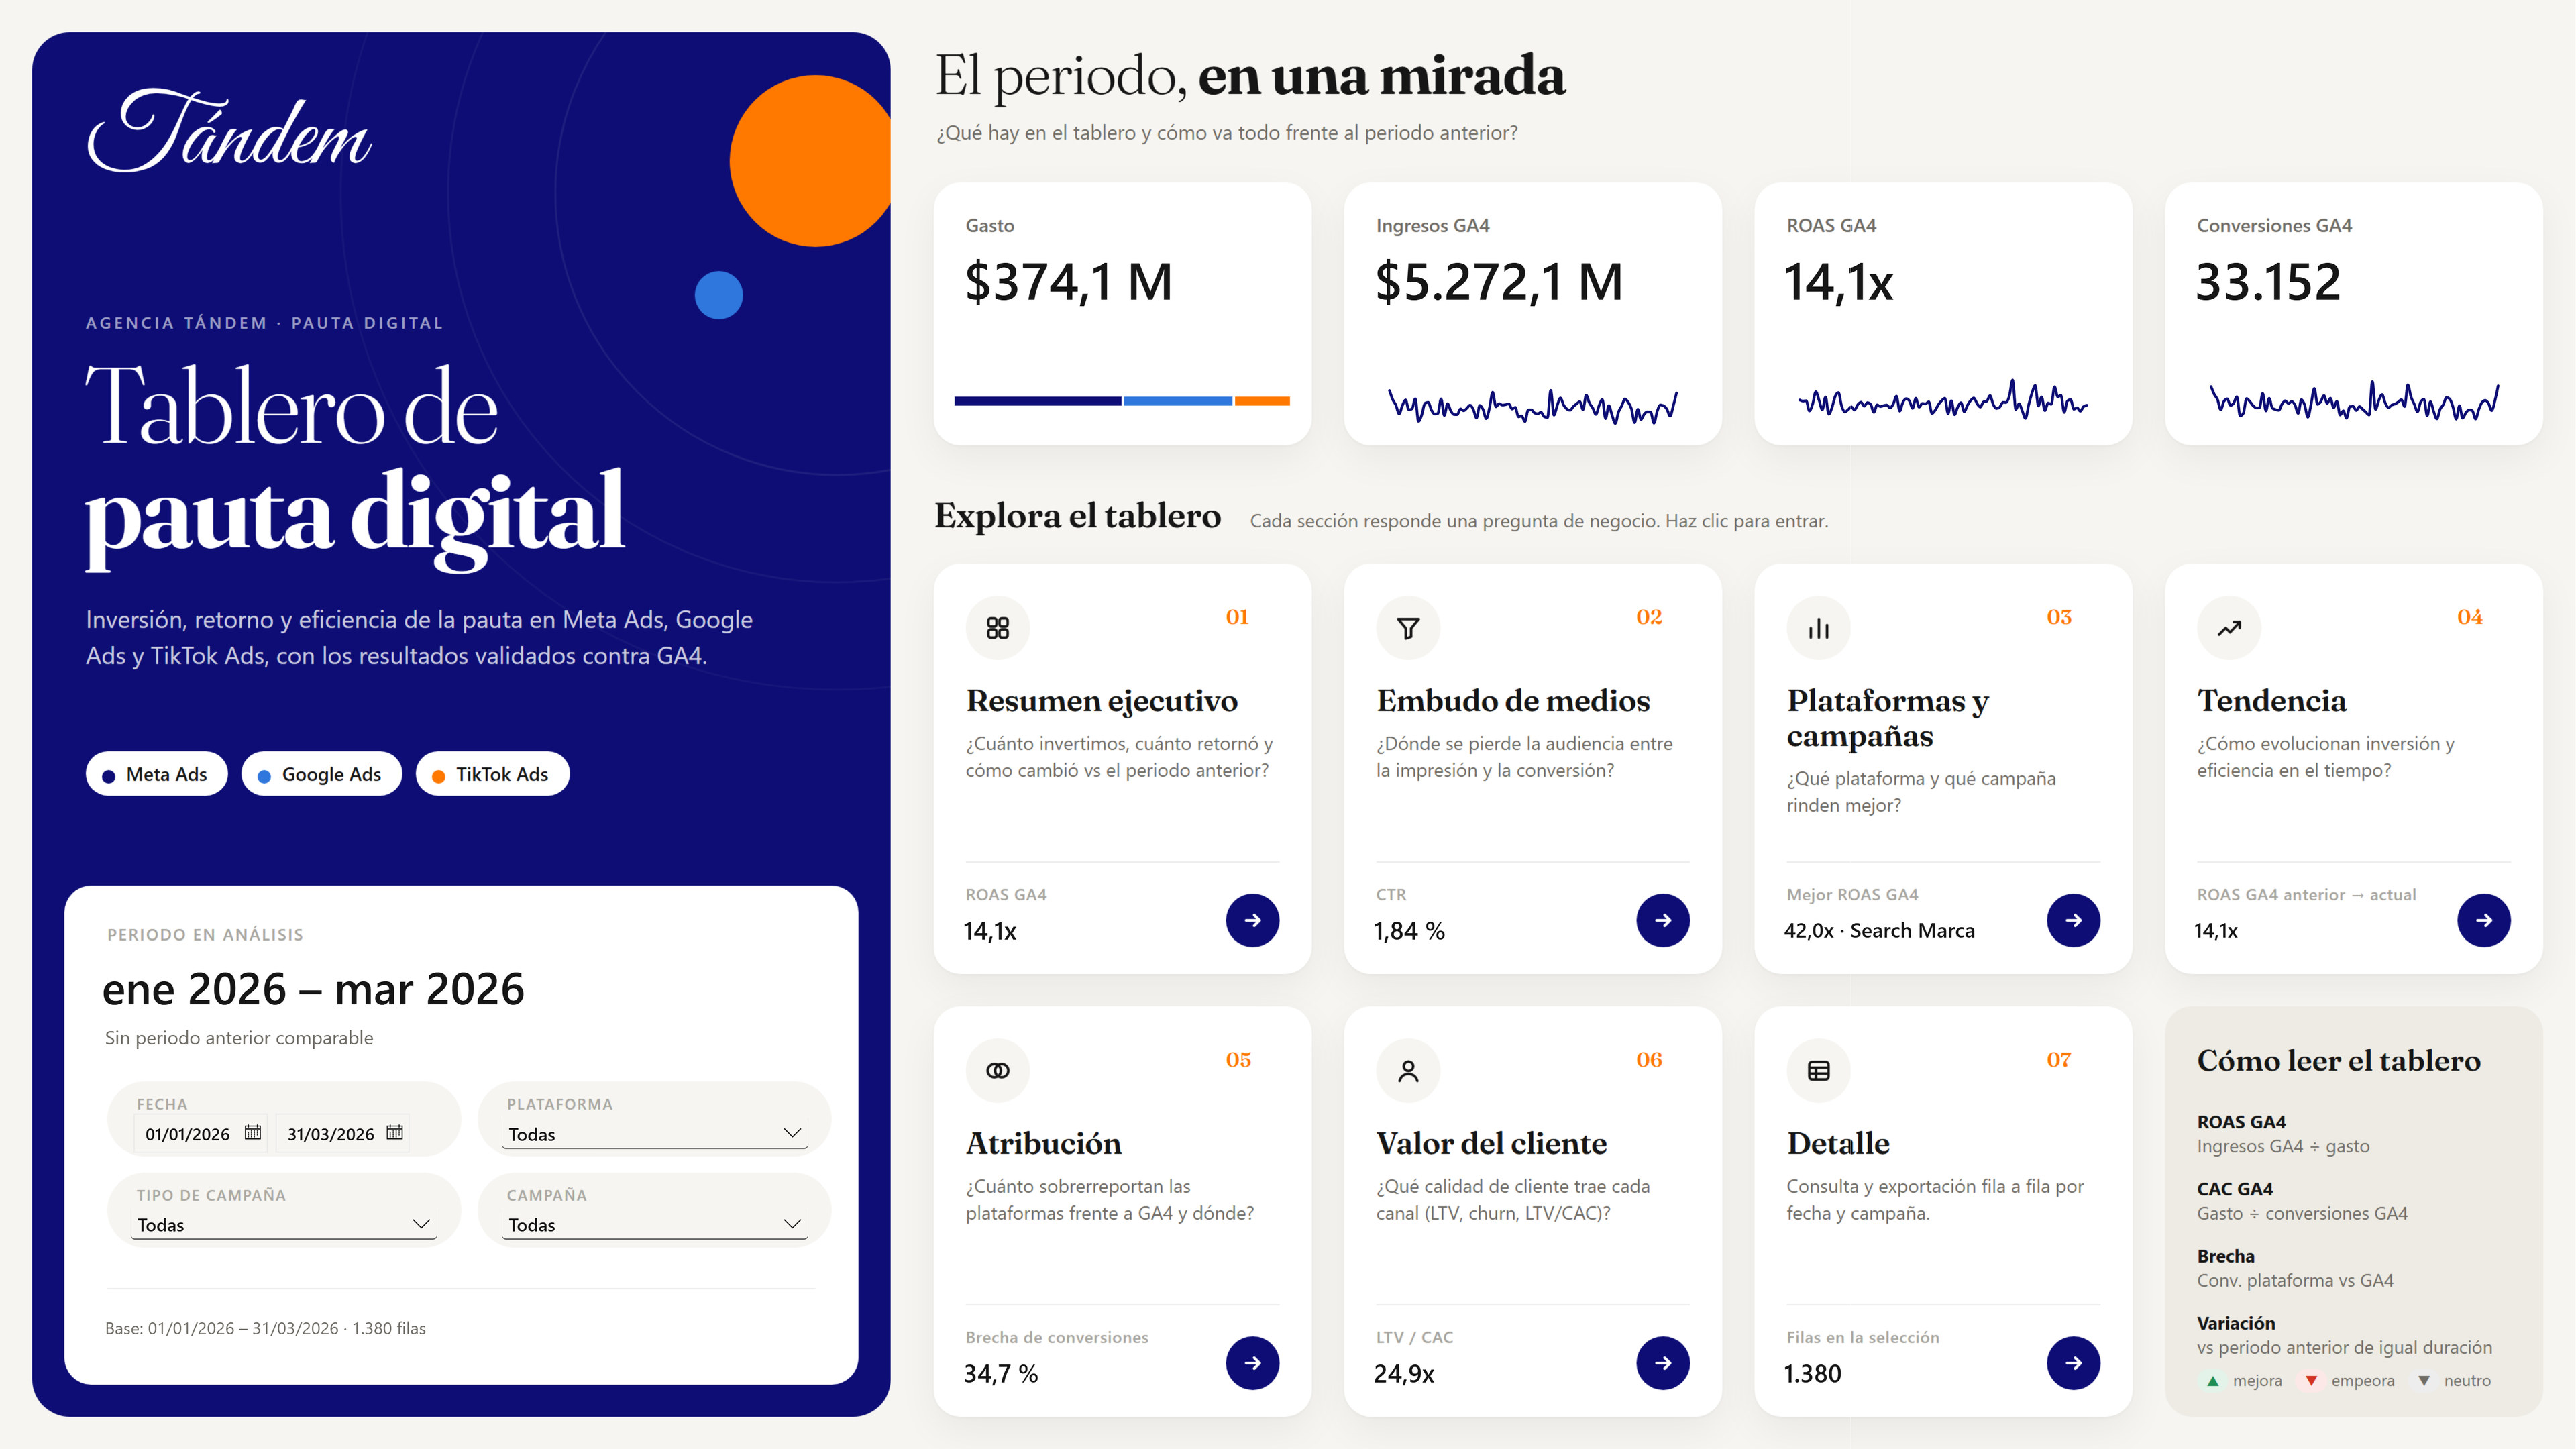 Tándem
AGENCIA TÁNDEM · PAUTA DIGITAL
Tablero de
pauta digital
Inversión, retorno y eficiencia de la pauta en Meta Ads, Google
Ads y TikTok Ads, con los resultados validados contra GA4.
Meta Ads
Google Ads
TikTok Ads
PERIODO EN ANÁLISIS
ene 2026 – mar 2026
Sin periodo anterior comparable
FECHA
01/01/2026
31/03/2026
PLATAFORMA
Todas
TIPO DE CAMPAÑA
Todas
CAMPAÑA
Todas
Base: 01/01/2026 – 31/03/2026 · 1.380 filas
El periodo, en una mirada
¿Qué hay en el tablero y cómo va todo frente al periodo anterior?
Gasto
$374,1 M
Ingresos GA4
$5.272,1 M
ROAS GA4
14,1x
Conversiones GA4
33.152
Explora el tablero
Cada sección responde una pregunta de negocio. Haz clic para entrar.
01
Resumen ejecutivo
¿Cuánto invertimos, cuánto retornó y
cómo cambió vs el periodo anterior?
ROAS GA4
14,1x
02
Embudo de medios
¿Dónde se pierde la audiencia entre
la impresión y la conversión?
CTR
1,84 %
03
Plataformas y
campañas
¿Qué plataforma y qué campaña
rinden mejor?
Mejor ROAS GA4
42,0x · Search Marca
04
Tendencia
¿Cómo evolucionan inversión y
eficiencia en el tiempo?
ROAS GA4 anterior → actual
14,1x
05
Atribución
¿Cuánto sobrerreportan las
plataformas frente a GA4 y dónde?
Brecha de conversiones
34,7 %
06
Valor del cliente
¿Qué calidad de cliente trae cada
canal (LTV, churn, LTV/CAC)?
LTV / CAC
24,9x
07
Detalle
Consulta y exportación fila a fila por
fecha y campaña.
Filas en la selección
1.380
Cómo leer el tablero
ROAS GA4
Ingresos GA4 ÷ gasto
CAC GA4
Gasto ÷ conversiones GA4
Brecha
Conv. plataforma vs GA4
Variación
vs periodo anterior de igual duración
▲ mejora ▼ empeora ▼ neutro